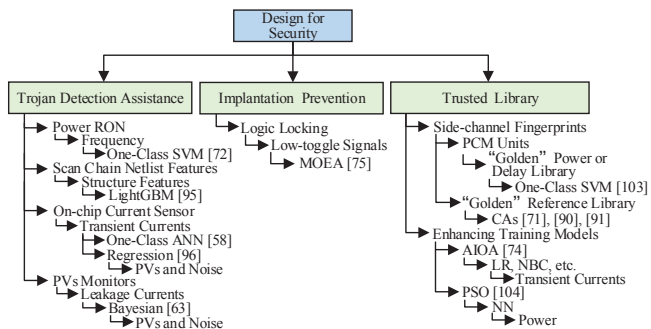 Design for
Security
Trojan Detection Assistance
Power RON
Frequency
One-Class SVM [72]
Scan Chain Netlist Features
Structure Features
LightGBM [95]
On-chip Current Sensor
Transient Currents
One-Class ANN [58]
Regression [96]
PVs and Noise
PVs Monitors
Leakage Currents
Bayesian [63]
PVs and Noise
Implantation Prevention
Logic Locking
Low-toggle Signals
MOEA [75]
Trusted Library
Side-channel Fingerprints
PCM Units
“Golden” Power or
Delay Library
One-Class SVM [103]
“Golden” Reference Library
CAs [71], [90], [91]
Enhancing Training Models
AIOA [74]
LR, NBC, etc.
Transient Currents
PSO [104]
NN
Power